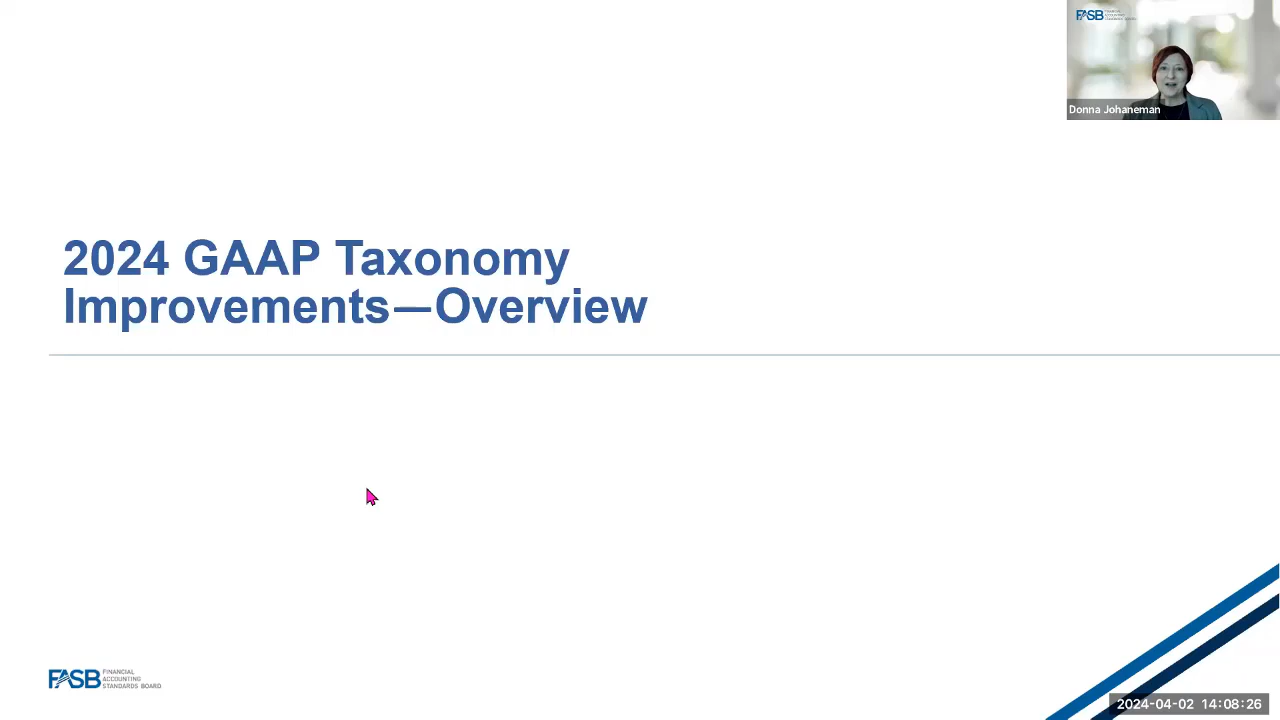 FASB
Donna Johaneman
2024 GAAP Taxonomy
Improvements—Overview
FASB
FINANCIAL
ACCOUNTING
STANDARDS BOARD
2024-04-02 14:08:26